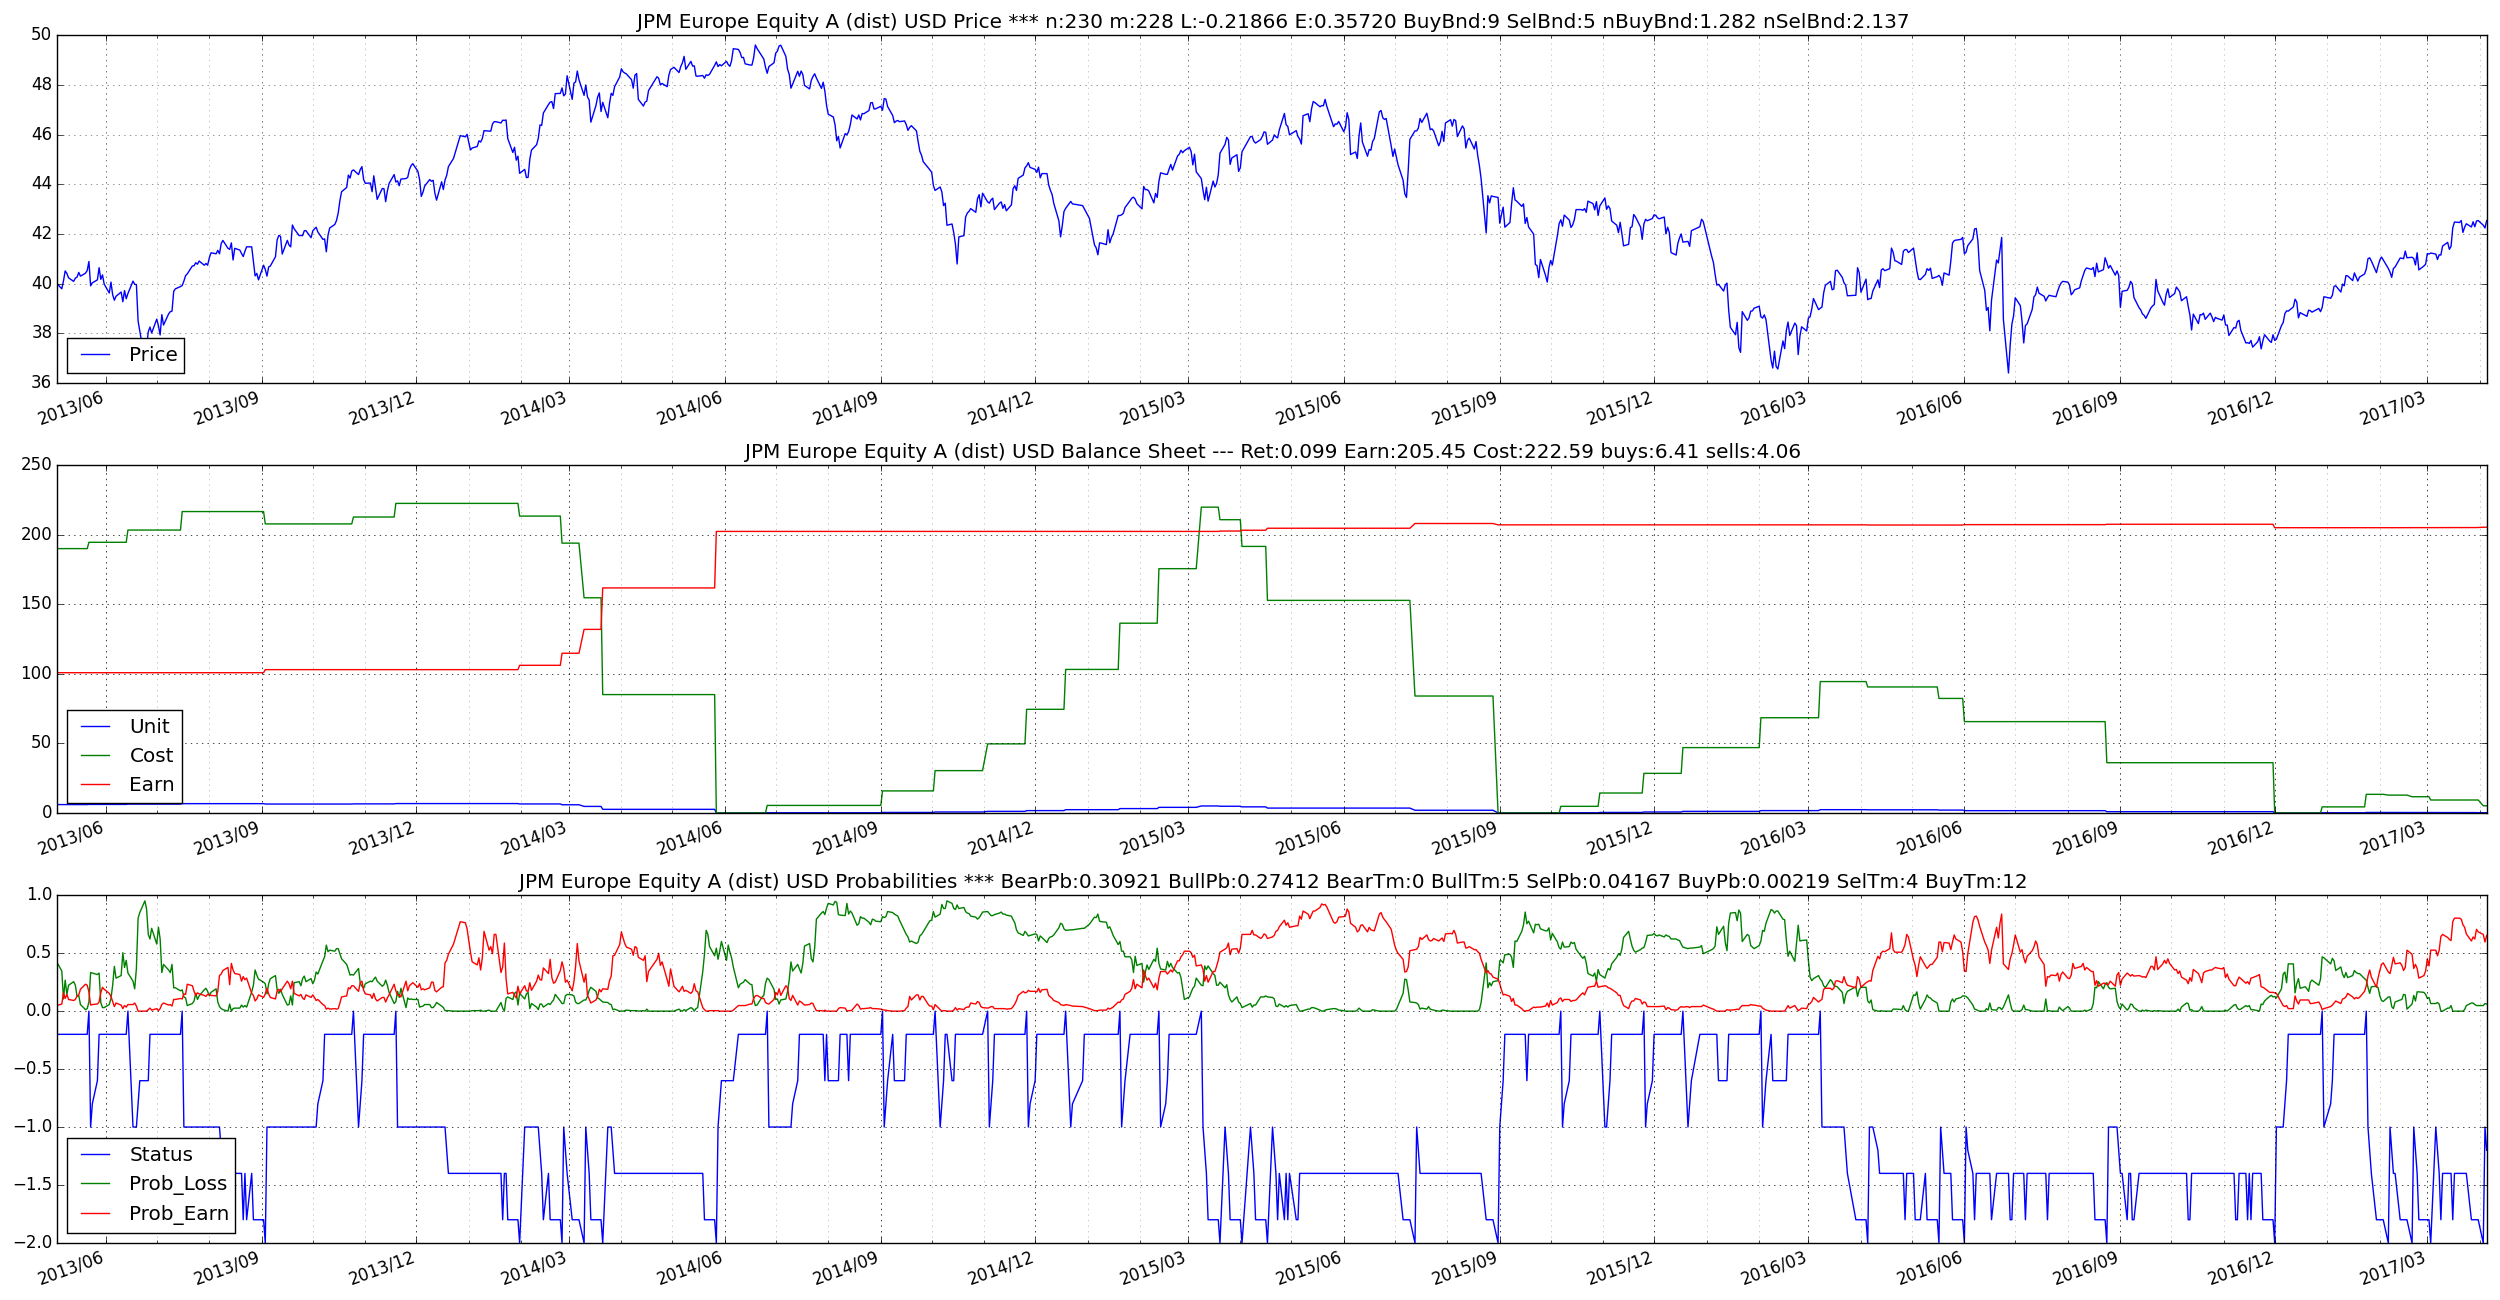 JPM Europe Equity A (dist) USD Price *** n:230 m:228 L:-0.21866 E:0.35720 BuyBnd:9 SelBnd:5 nBuyBnd:1.282 nSelBnd:2.137
50
48
46
44
42
40
38
36
Price
2013/06 2013/09 2013/12 2014/03 2014/06 2014/09 2014/12 2015/03 2015/06 2015/09 2015/12 2016/03 2016/06 2016/09 2016/12 2017/03
JPM Europe Equity A (dist) USD Balance Sheet --- Ret:0.099 Earn:205.45 Cost:222.59 buys:6.41 sells:4.06
250
200
150
100
50
0
Unit
Cost
Earn
2013/06 2013/09 2013/12 2014/03 2014/06 2014/09 2014/12 2015/03 2015/06 2015/09 2015/12 2016/03 2016/06 2016/09 2016/12 2017/03
JPM Europe Equity A (dist) USD Probabilities *** BearPb:0.30921 BullPb:0.27412 BearTm:0 BullTm:5 SelPb:0.04167 BuyPb:0.00219 SelTm:4 BuyTm:12
1.0
0.5
0.0
−0.5
−1.0
−1.5
−2.0
Status
Prob_Loss
Prob_Earn
2013/06 2013/09 2013/12 2014/03 2014/06 2014/09 2014/12 2015/03 2015/06 2015/09 2015/12 2016/03 2016/06 2016/09 2016/12 2017/03